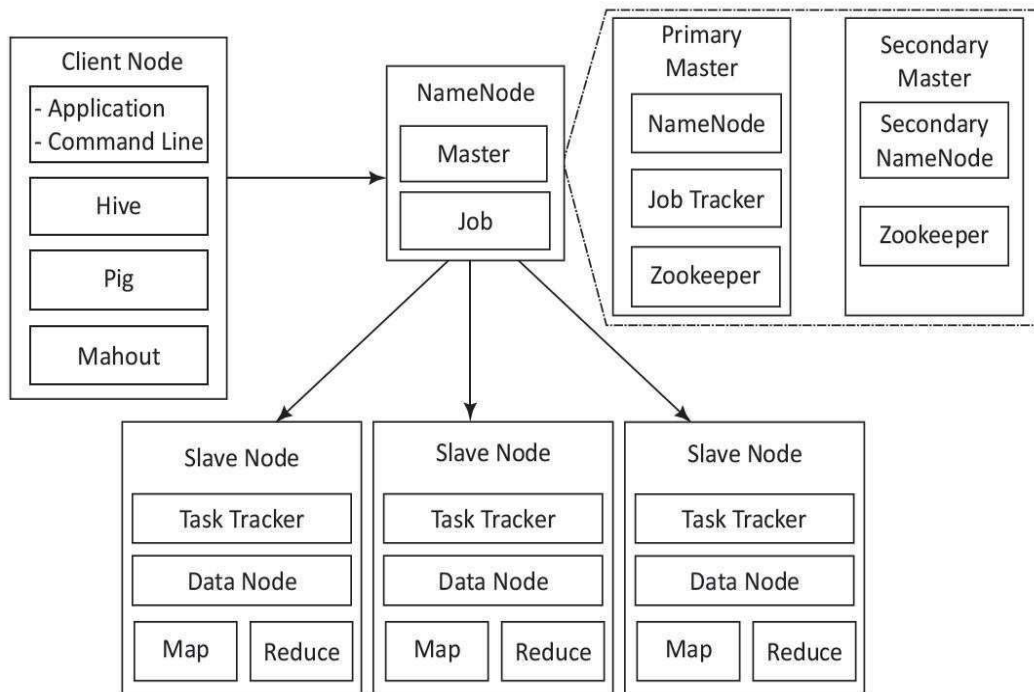 Client Node
- Application
- Command Line
Hive
Pig
Mahout
NameNode
Master
Job
Primary
Master
NameNode
Job Tracker
Zookeeper
Secondary
Master
Secondary
NameNode
Zookeeper
Slave Node
Task Tracker
Data Node
Map
Reduce
Slave Node
Task Tracker
Data Node
Map
Reduce
Slave Node
Task Tracker
Data Node
Map
Reduce